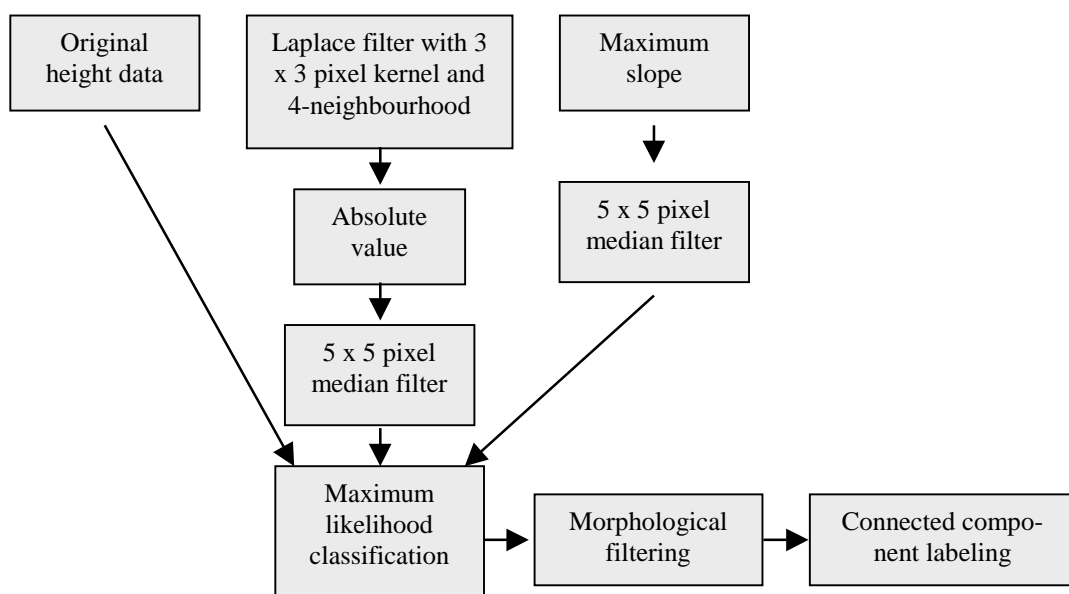 Original
height data
Laplace filter with 3
x 3 pixel kernel and
4-neighbourhood
Maximum
slope
Absolute
value
5 x 5 pixel
median filter
5 x 5 pixel
median filter
Maximum
likelihood
classification
Morphological
filtering
Connected compo-
nent labeling